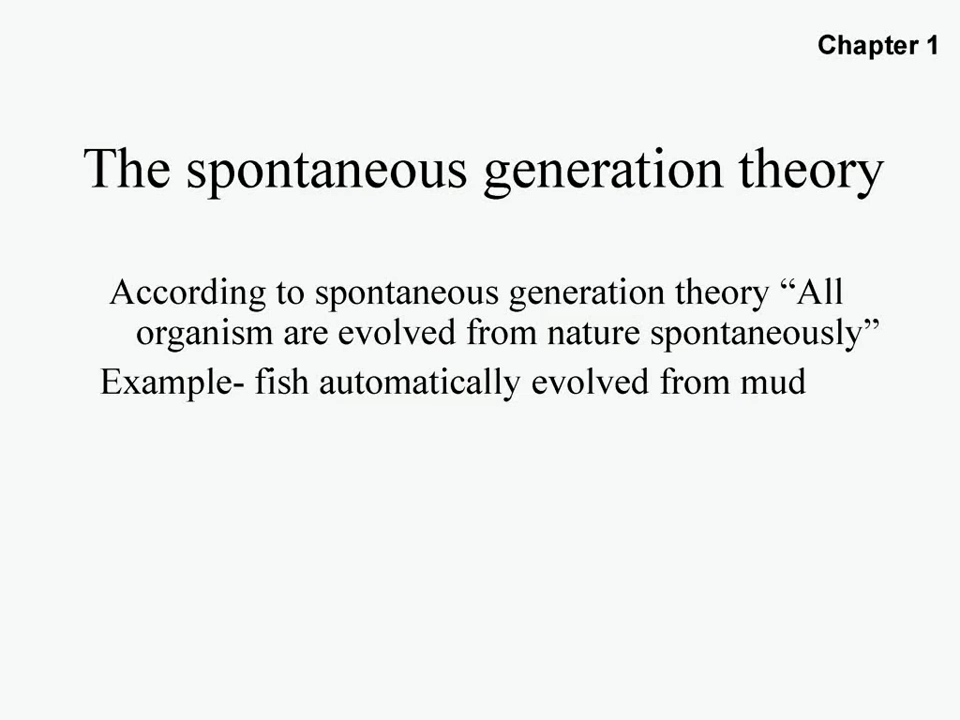 Chapter 1
The spontaneous generation theory
According to spontaneous generation theory “All
organism are evolved from nature spontaneously”
Example- fish automatically evolved from mud